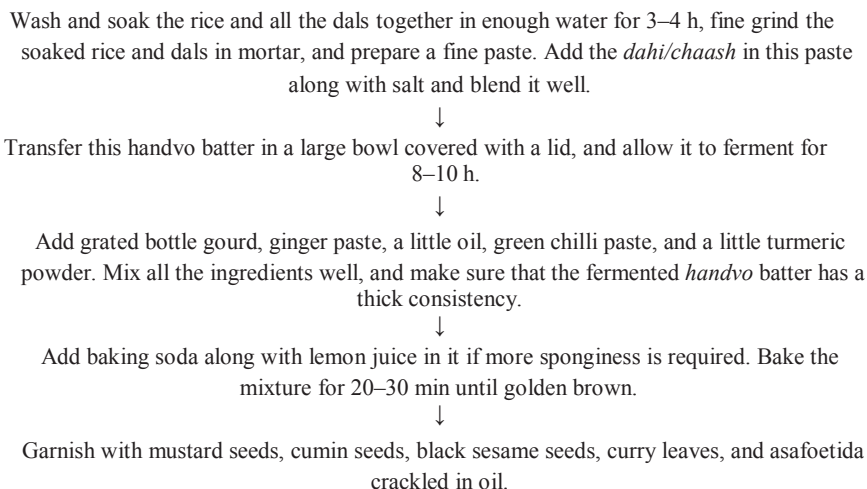 Wash and soak the rice and all the dals together in enough water for 3–4 h, fine grind the
soaked rice and dals in mortar, and prepare a fine paste. Add the dahi/chaash in this paste
along with salt and blend it well.
↓
Transfer this handvo batter in a large bowl covered with a lid, and allow it to ferment for
8–10 h.
↓
Add grated bottle gourd, ginger paste, a little oil, green chilli paste, and a little turmeric
powder. Mix all the ingredients well, and make sure that the fermented handvo batter has a
thick consistency.
↓
Add baking soda along with lemon juice in it if more sponginess is required. Bake the
mixture for 20–30 min until golden brown.
↓
Garnish with mustard seeds, cumin seeds, black sesame seeds, curry leaves, and asafoetida
crackled in oil.